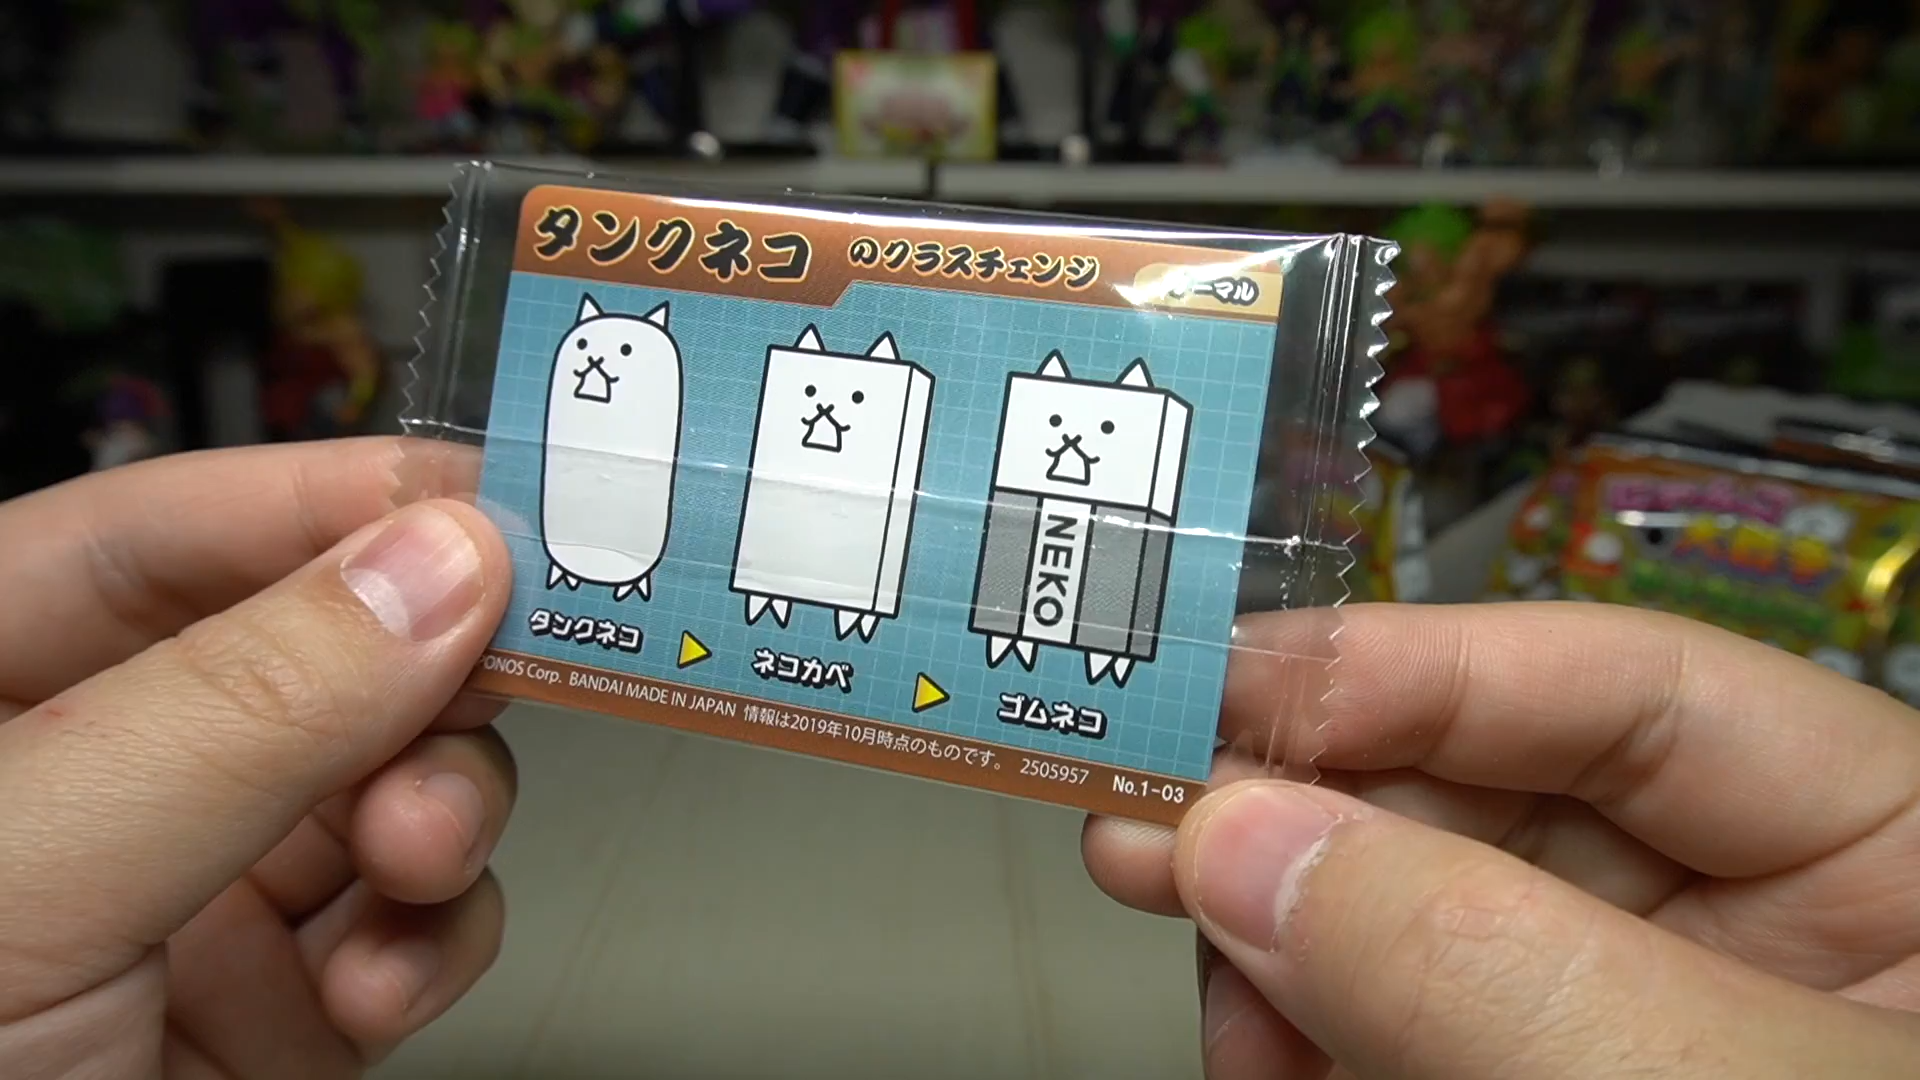 タンクネコ のクラスチェンジ
ノーマル
NEKO
タンクネコ
ネコカベ
ゴムネコ
PONOS Corp. BANDAI MADE IN JAPAN 情報は2019年10月時点のものです。 2505957 No.1-03